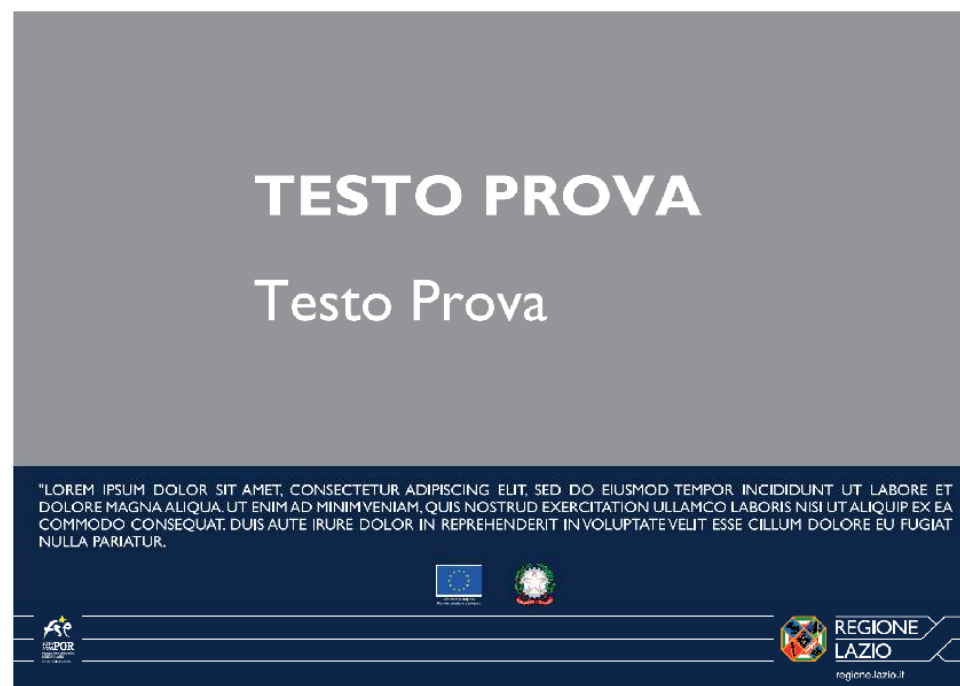 TESTO PROVA
Testo Prova
"LOREM IPSUM DOLOR SIT AMET, CONSECTETUR ADIPISCING ELIT, SED DO EIUSMOD TEMPOR INCIDIDUNT UT LABORE ET
DOLORE MAGNA ALIQUA. UT ENIM AD MINIM VENIAM, QUIS NOSTRUD EXERCITATION ULLAMCO LABORIS NISI UT ALIQUIP EX EA
COMMODO CONSEQUAT. DUIS AUTE IRURE DOLOR IN REPREHENDERIT IN VOLUPTATE VELIT ESSE CILLUM DOLORE EU FUGIAT
NULLA PARIATUR.
POR
REGIONE
LAZIO
regione.lazio.it